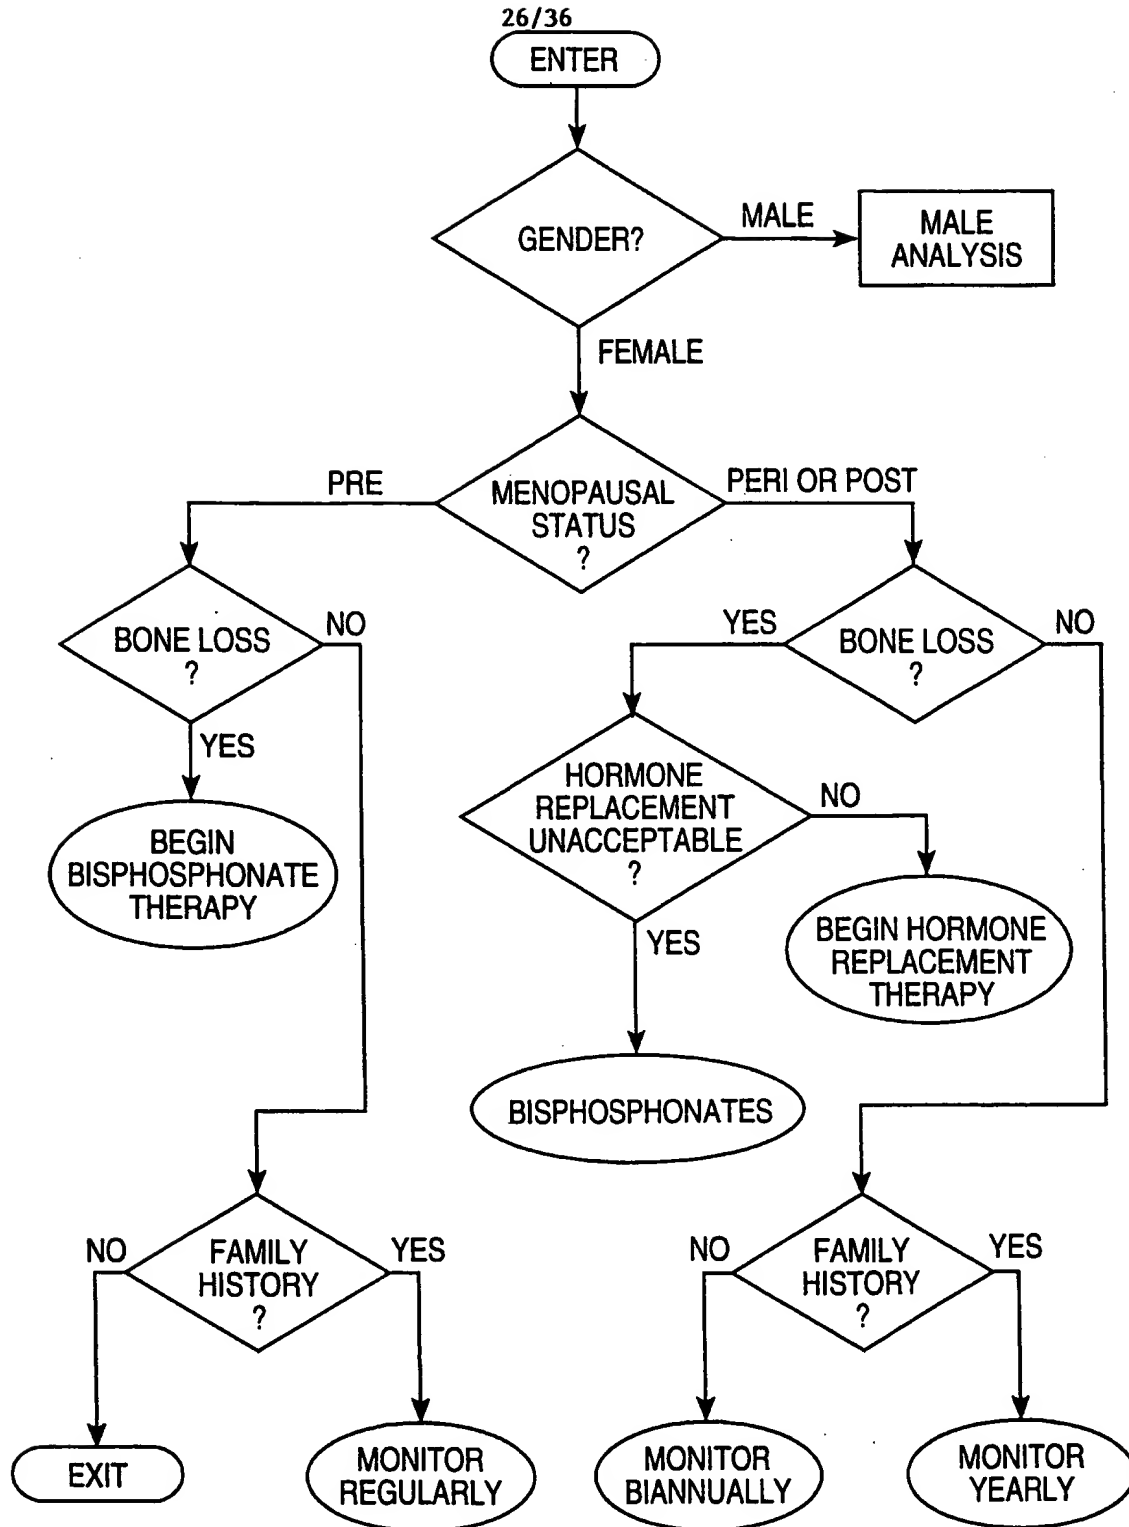 26/36
ENTER
GENDER?
MALE
MALE
ANALYSIS
FEMALE
PRE
MENOPAUSAL
STATUS
?
PERI OR POST
BONE LOSS
?
NO
YES
BONE LOSS
?
NO
YES
BEGIN
BISPHOSPHONATE
THERAPY
HORMONE
REPLACEMENT
UNACCEPTABLE
?
NO
YES
BEGIN HORMONE
REPLACEMENT
THERAPY
BISPHOSPHONATES
NO
FAMILY
HISTORY
?
YES
NO
FAMILY
HISTORY
?
YES
EXIT
MONITOR
REGULARLY
MONITOR
BIANNUALLY
MONITOR
YEARLY